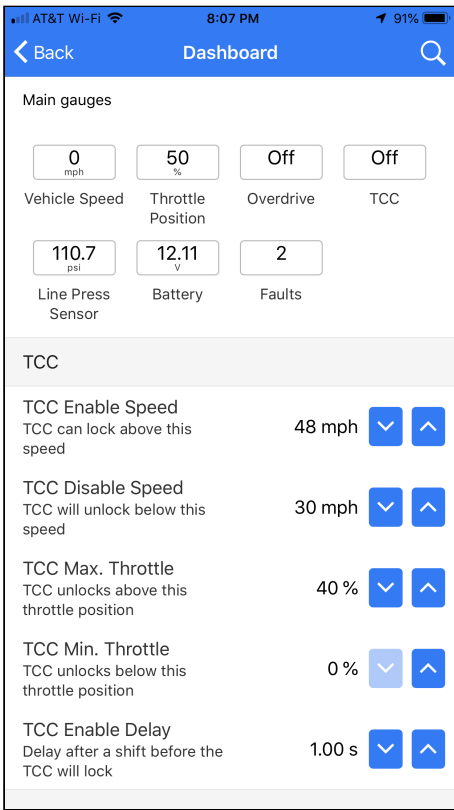 AT&T Wi-Fi 8:07 PM 91%
Back Dashboard
Main gauges
0 50 Off Off
mph %
Vehicle Speed Throttle Overdrive TCC
Position
110.7 12.11 2
psi V
Line Press Battery Faults
Sensor
TCC
TCC Enable Speed
TCC can lock above this
speed
48 mph
TCC Disable Speed
TCC will unlock below this
speed
30 mph
TCC Max. Throttle
TCC unlocks above this
throttle position
40 %
TCC Min. Throttle
TCC unlocks below this
throttle position
0 %
TCC Enable Delay
Delay after a shift before the
TCC will lock
1.00 s